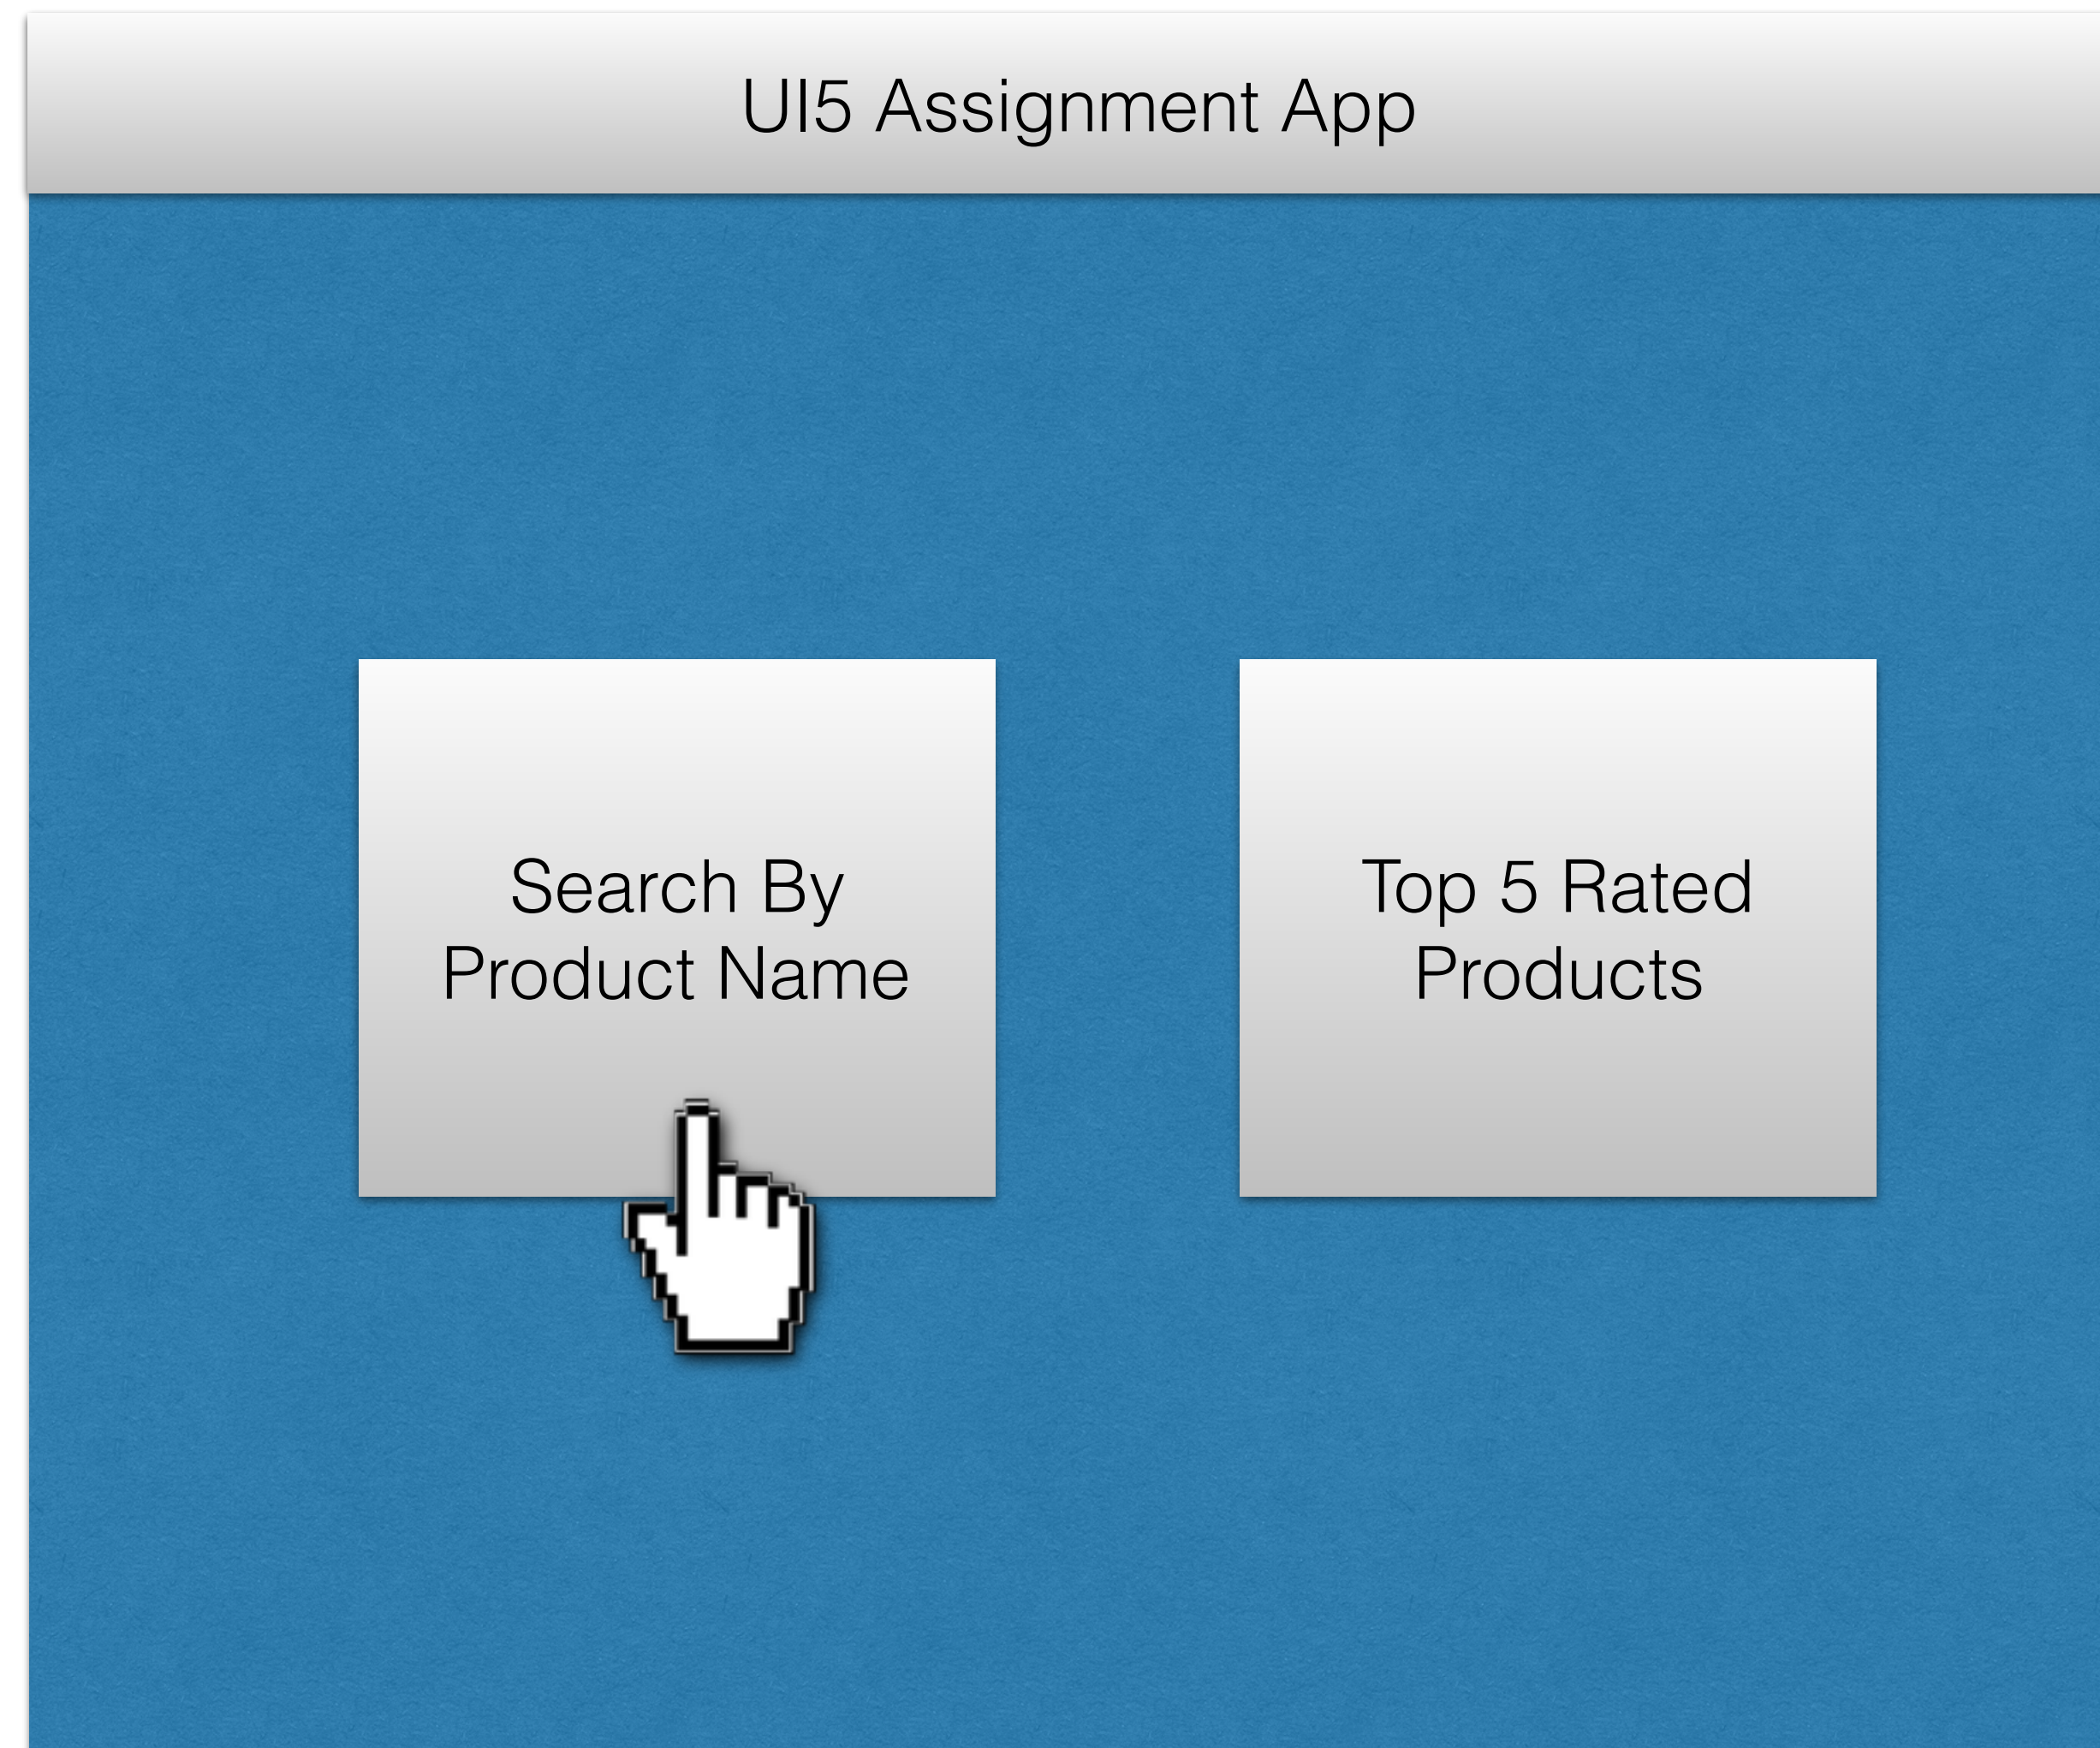 UI5 Assignment App
Search By
Product Name
Top 5 Rated
Products